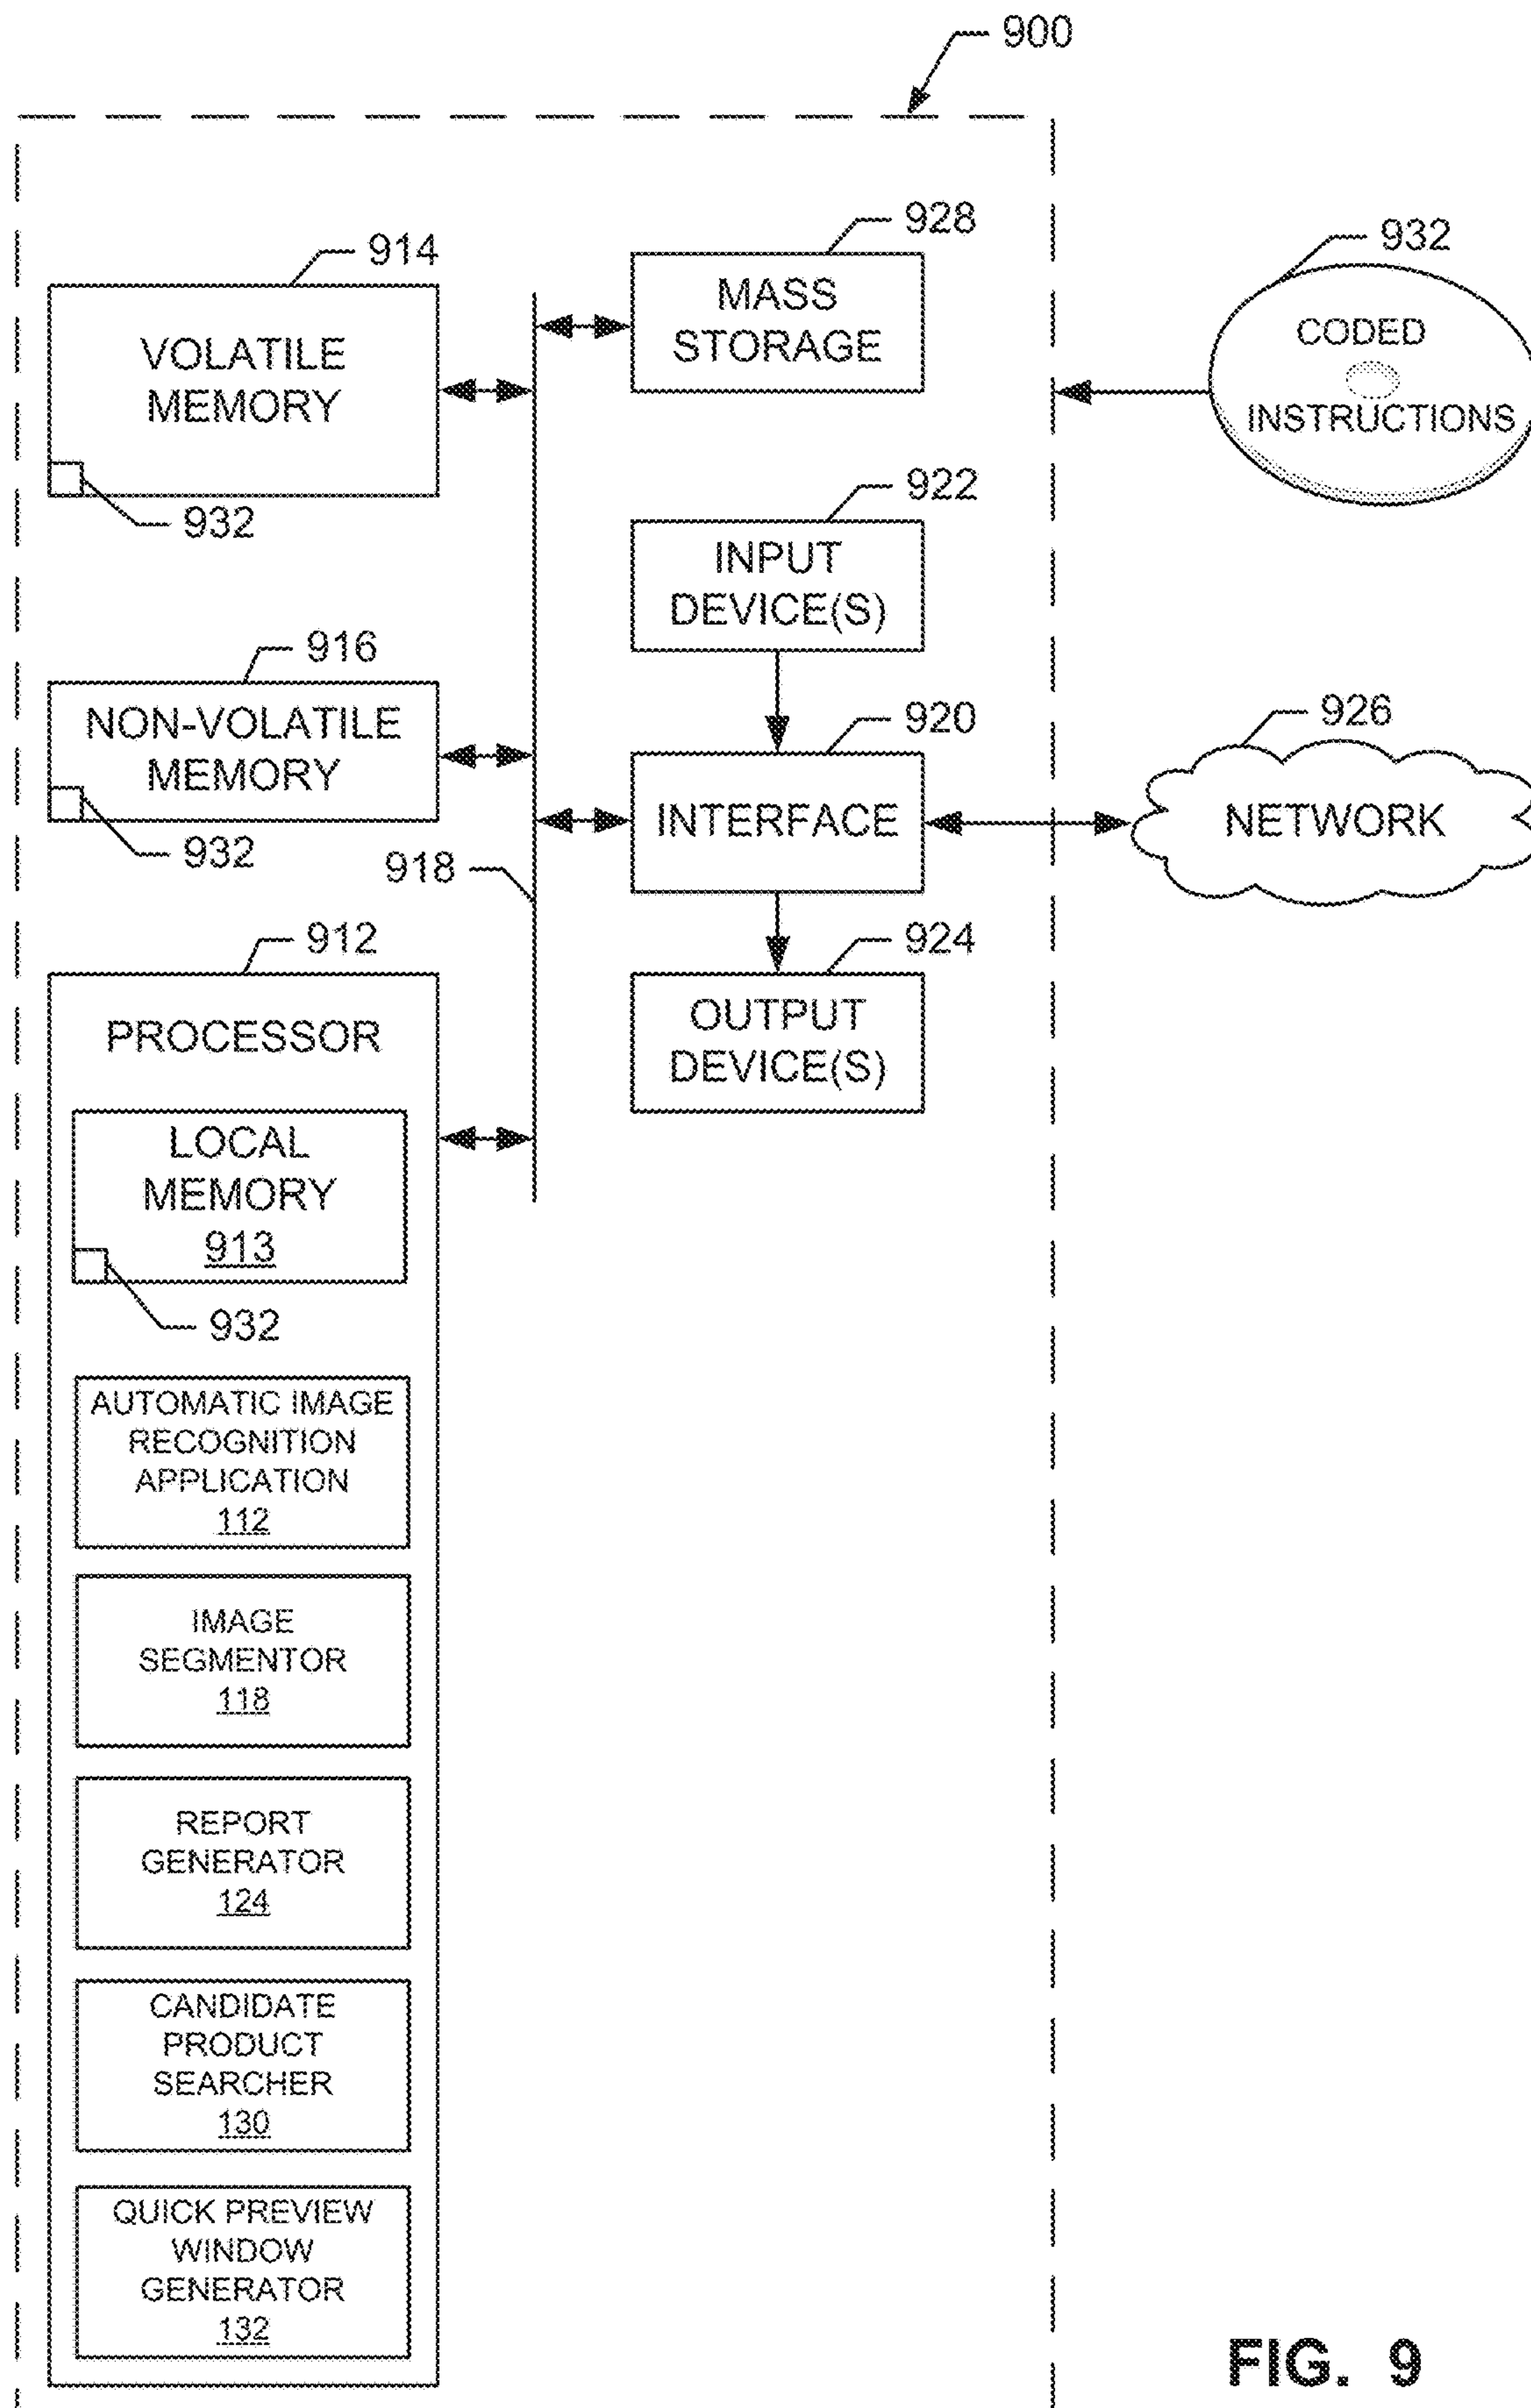 900
914
VOLATILE
MEMORY
932
928
MASS
STORAGE
932
CODED
INSTRUCTIONS
922
INPUT
DEVICE(S)
916
NON-VOLATILE
MEMORY
932
920
INTERFACE
926
NETWORK
918
924
OUTPUT
DEVICE(S)
912
PROCESSOR
LOCAL
MEMORY
913
932
AUTOMATIC IMAGE
RECOGNITION
APPLICATION
112
IMAGE
SEGMENTOR
118
REPORT
GENERATOR
124
CANDIDATE
PRODUCT
SEARCHER
130
QUICK PREVIEW
WINDOW
GENERATOR
132
FIG. 9